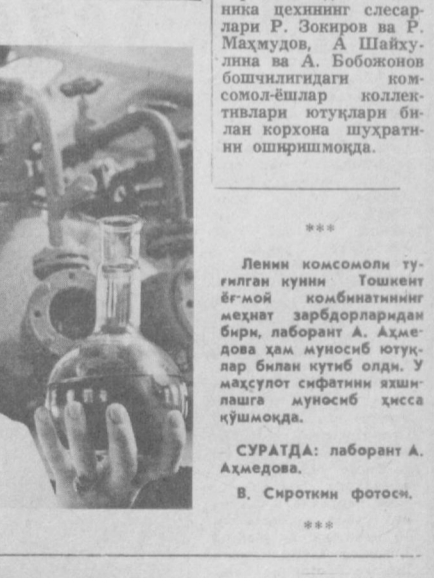 ника цехининг слесар-
лари Р. Зокиров ва Р.
Маҳмудов, А Шайху-
лина ва А. Бобожонов
бошчилигидаги ком-
сомол-ёшлар коллек-
тивлари ютуқлари би-
лан корхона шуҳрати-
ни оширишмоқда.
***
Ленин комсомоли ту-
ғилган кунни Тошкент
ёғ-мой комбинатининг
меҳнат зарбдорларидан
бири, лаборант А. Аҳме-
дова ҳам муносиб ютуқ-
лар билан кутиб олди. У
маҳсулот сифатини яхши-
лашга муносиб ҳисса
қўшмоқда.
СУРАТДА: лаборант А.
Аҳмедова.
В. Сироткин фотоси.
***